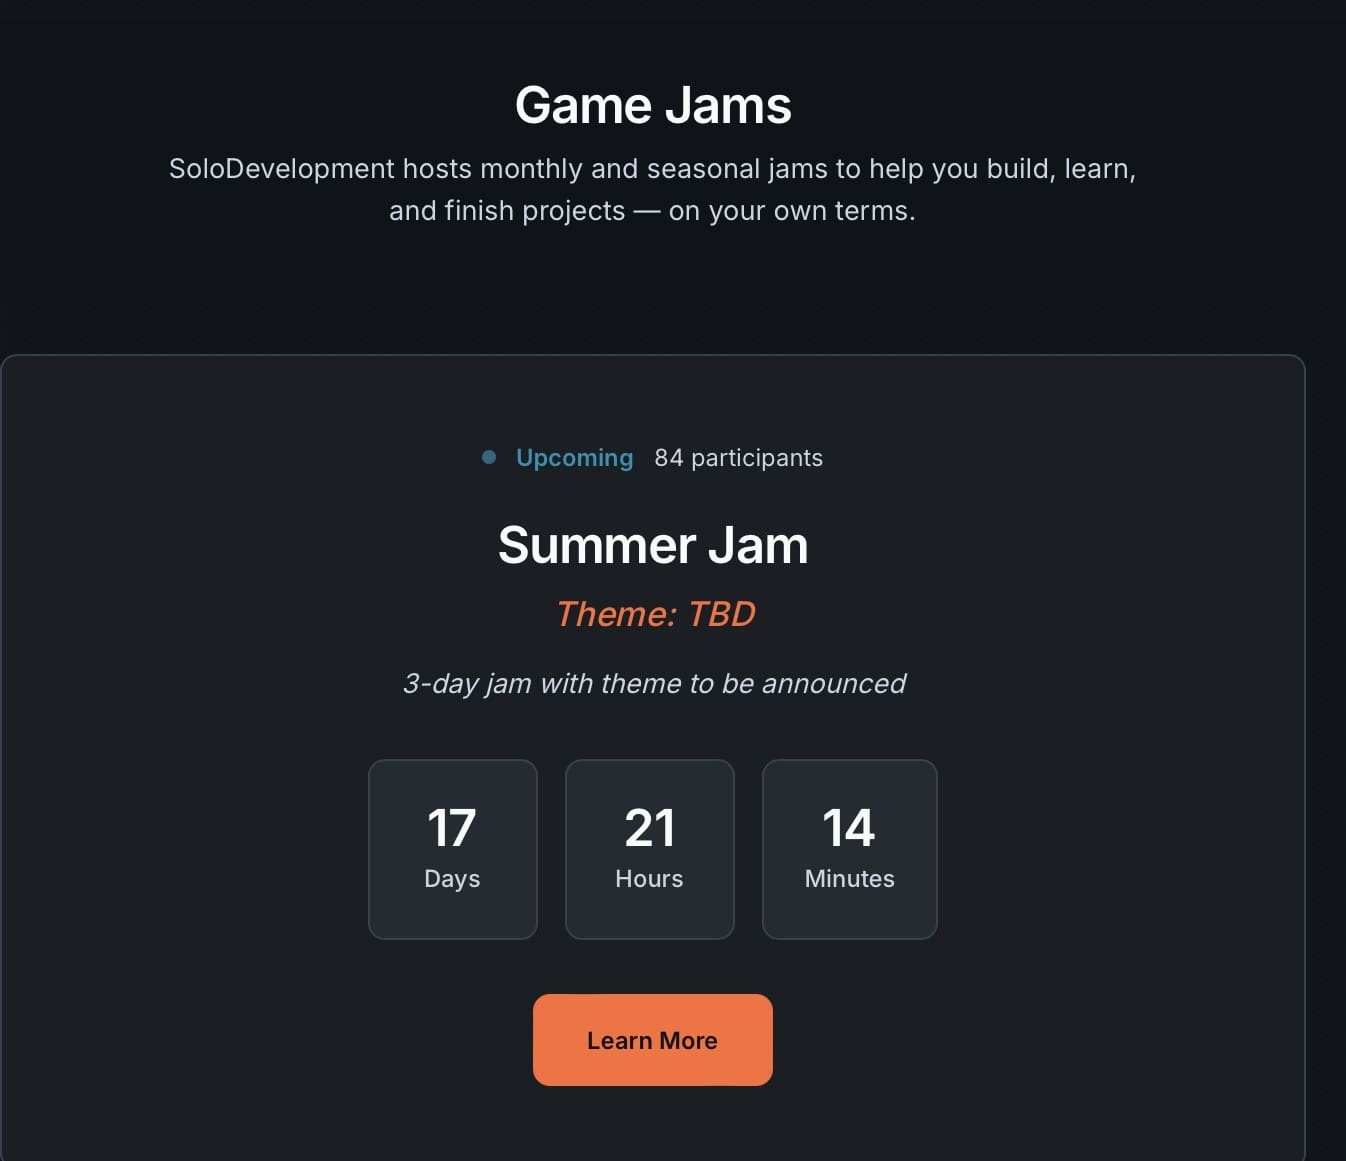 Game Jams
SoloDevelopment hosts monthly and seasonal jams to help you build, learn,
and finish projects — on your own terms.
Upcoming 84 participants
Summer Jam
Theme: TBD
3-day jam with theme to be announced
17 21 14
Days Hours Minutes
Learn More